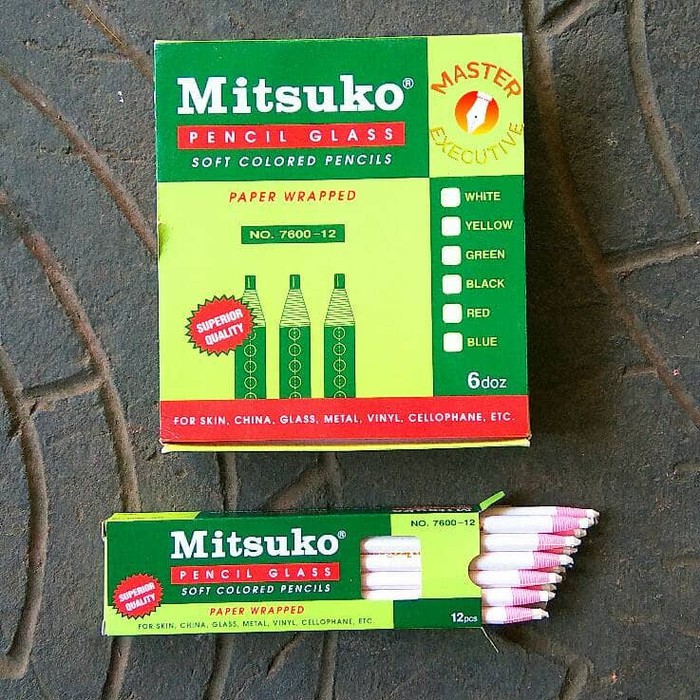 Mitsuko®
PENCIL GLASS
SOFT COLORED PENCILS
MASTER
EXECUTIVE
PAPER WRAPPED
NO. 7600-12
SUPERIOR
QUALITY
WHITE
YELLOW
GREEN
BLACK
RED
BLUE
6doz
FOR SKIN, CHINA, GLASS, METAL, VINYL, CELLOPHANE, ETC.
NO. 7600-12
Mitsuko®
PENCIL GLASS
SOFT COLORED PENCILS
SUPERIOR
QUALITY
PAPER WRAPPED
FOR SKIN, CHINA, GLASS, METAL, VINYL, CELLOPHANE, ETC.
12pcs